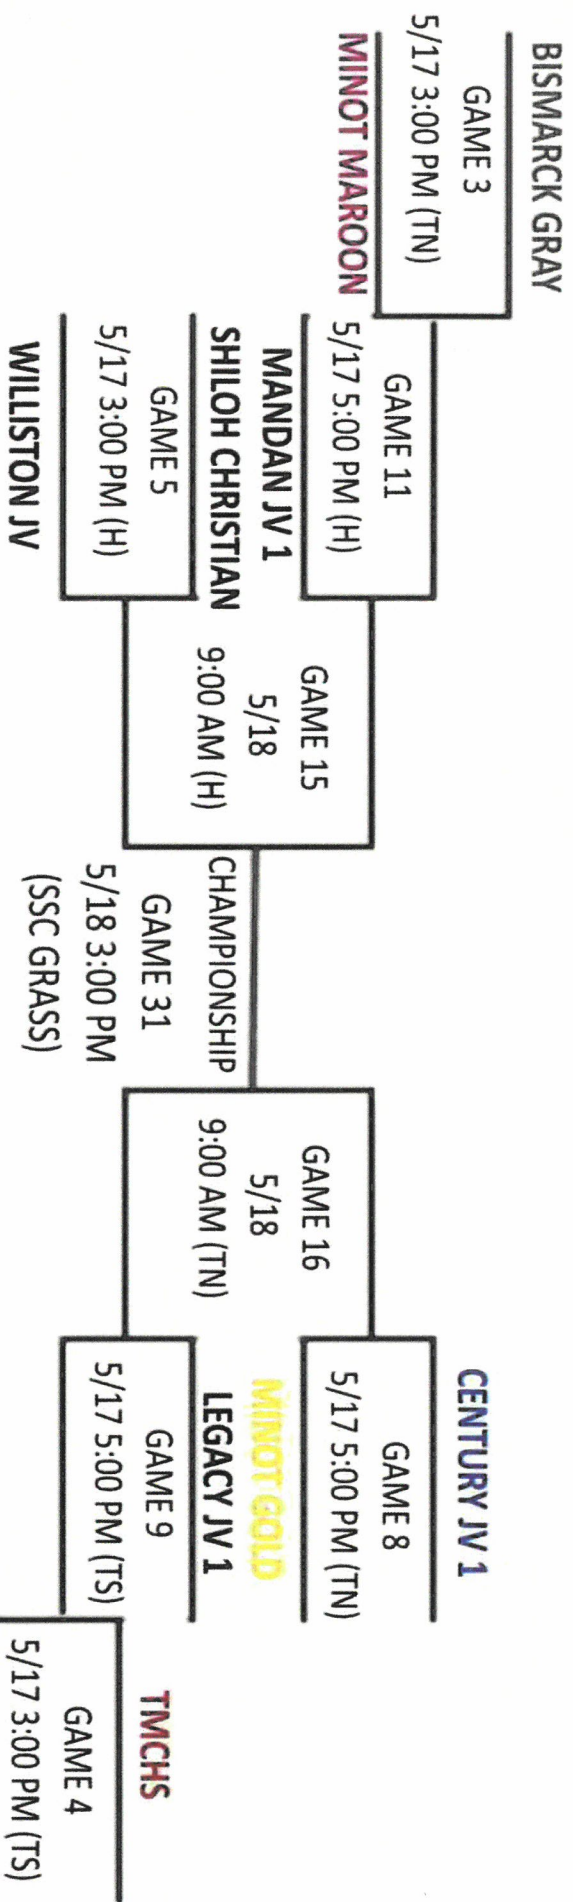 BISMARCK GRAY
GAME 3
5/17 3:00 PM (TN)
MINOT MAROON
GAME 11
5/17 5:00 PM (H)
MANDAN JV 1
SHILOH CHRISTIAN
GAME 5
5/17 3:00 PM (H)
WILLISTON JV
GAME 15
5/18
9:00 AM (H)
CHAMPIONSHIP
GAME 31
5/18 3:00 PM
(SSC GRASS)
GAME 16
5/18
9:00 AM (TN)
CENTURY JV 1
GAME 8
5/17 5:00 PM (TN)
MINOT GOLD
LEGACY JV 1
GAME 9
5/17 5:00 PM (TS)
TMCHS
GAME 4
5/17 3:00 PM (TS)